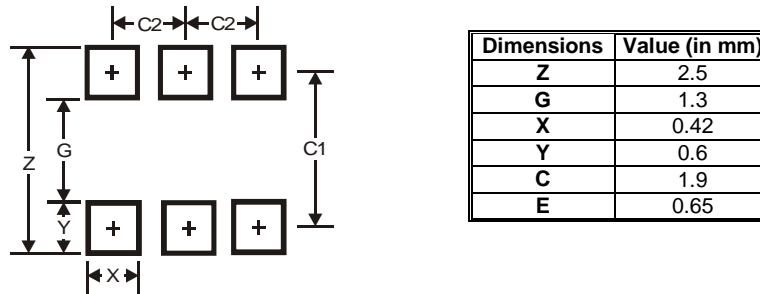 C2 C2
Z
G
C1
Y
X
Dimensions Value (in mm)
Z 2.5
G 1.3
X 0.42
Y 0.6
C 1.9
E 0.65